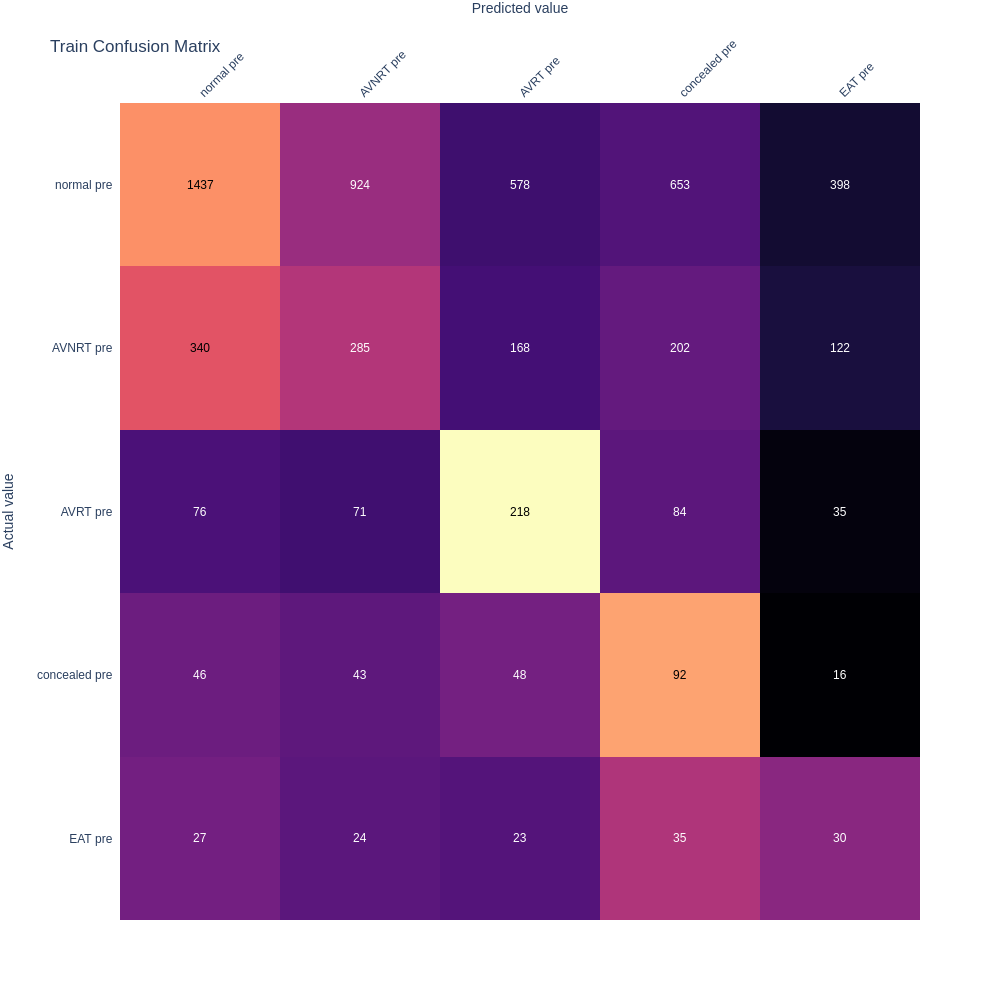 Predicted value
Train Confusion Matrix
normal pre AVNRT pre AVRT pre concealed pre EAT pre
normal pre 1437 924 578 653 398
AVNRT pre 340 285 168 202 122
Actual value
AVRT pre 76 71 218 84 35
concealed pre 46 43 48 92 16
EAT pre 27 24 23 35 30